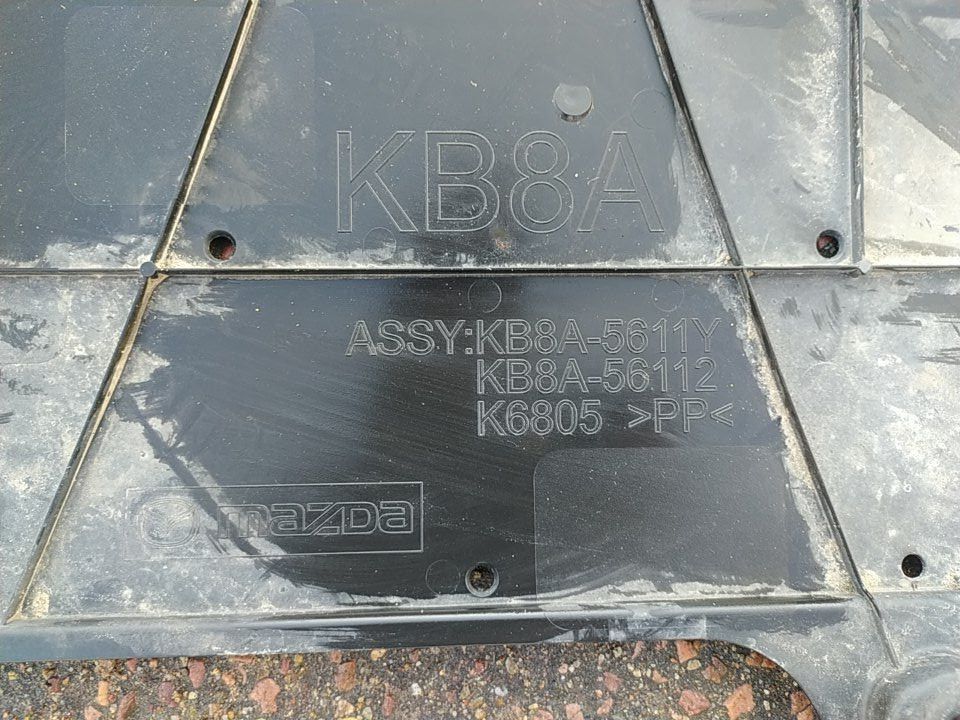 KB8A
ASSY:KB8A-5611Y
KB8A-56112
K6805 >PP<
mazda